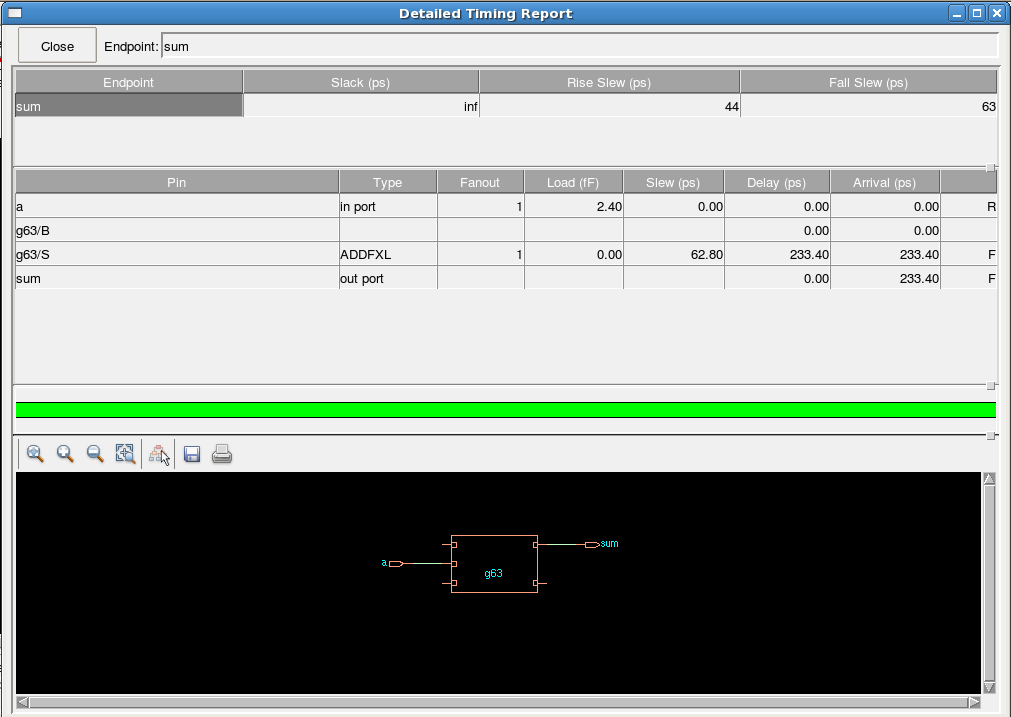 Detailed Timing Report
Close Endpoint: sum
Endpoint Slack (ps) Rise Slew (ps) Fall Slew (ps)
sum inf 44 63
Pin Type Fanout Load (fF) Slew (ps) Delay (ps) Arrival (ps)
a in port 1 2.40 0.00 0.00 0.00 R
g63/B 0.00 0.00
g63/S ADDFXL 1 0.00 62.80 233.40 233.40 F
sum out port 0.00 233.40 F
sum
a
g63